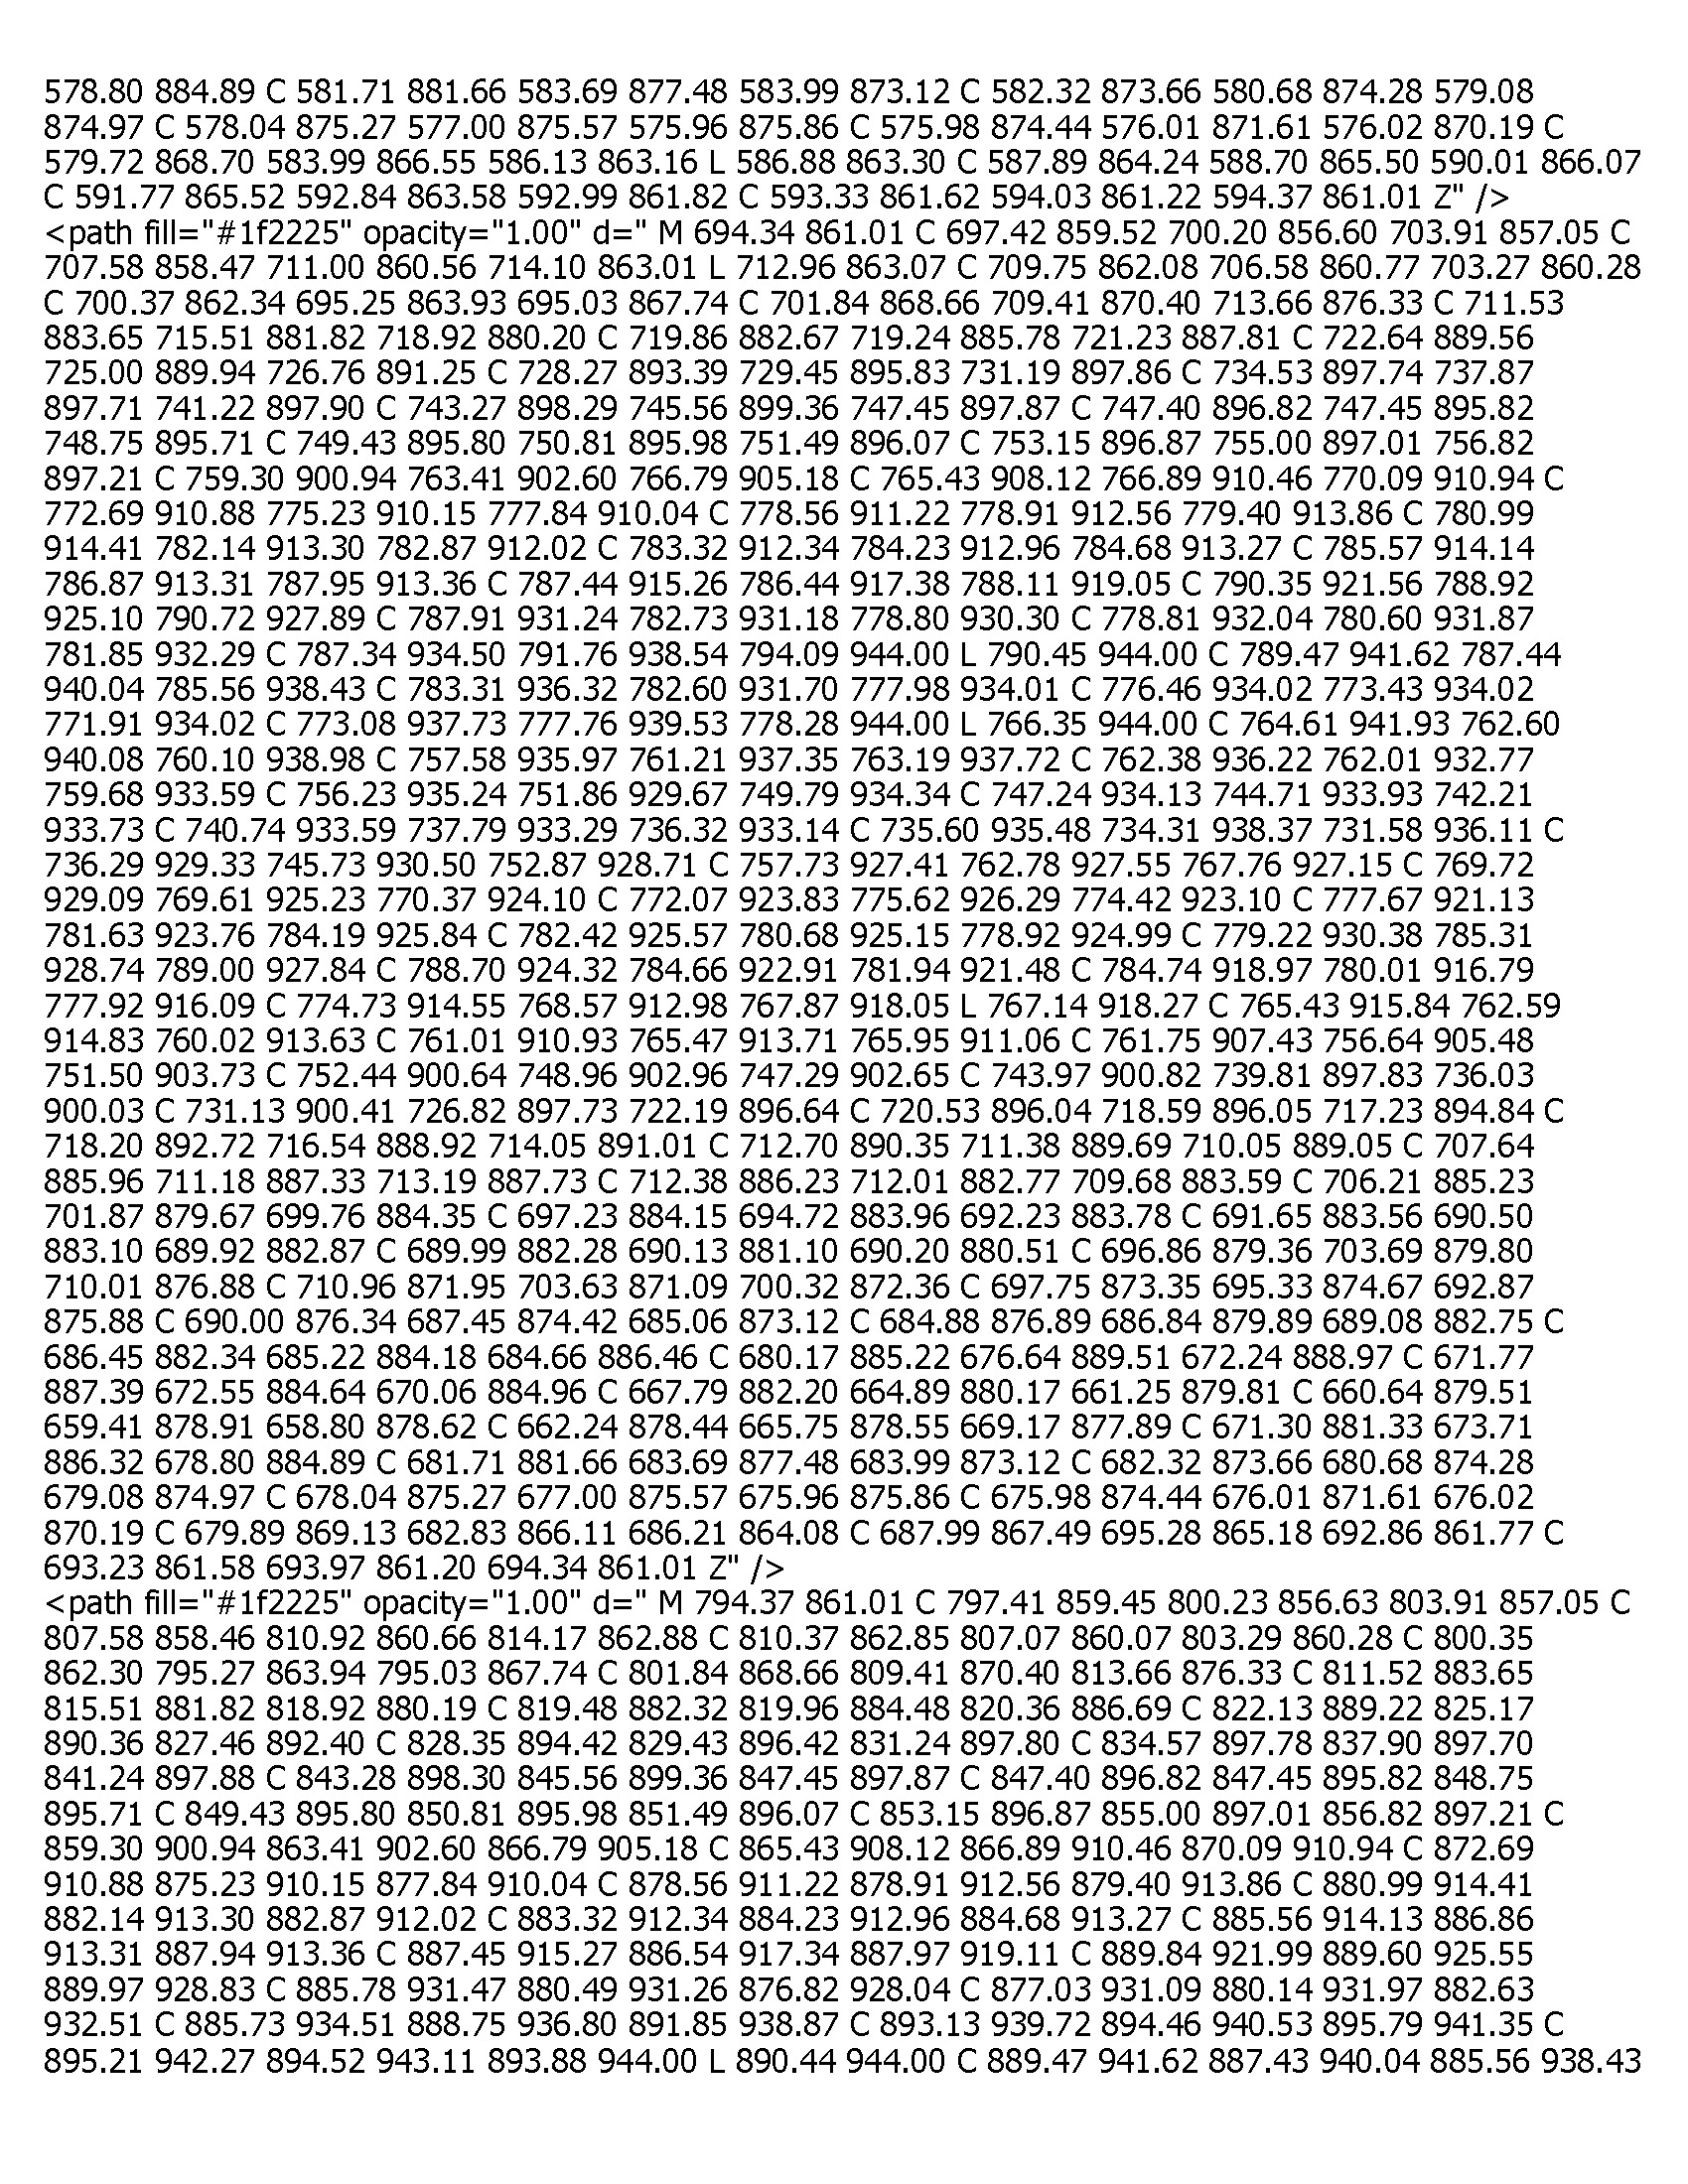 578.80 884.89 C 581.71 881.66 583.69 877.48 583.99 873.12 C 582.32 873.66 580.68 874.28 579.08
874.97 C 578.04 875.27 577.00 875.57 575.96 875.86 C 575.98 874.44 576.01 871.61 576.02 870.19 C
579.72 868.70 583.99 866.55 586.13 863.16 L 586.88 863.30 C 587.89 864.24 588.70 865.50 590.01 866.07
C 591.77 865.52 592.84 863.58 592.99 861.82 C 593.33 861.62 594.03 861.22 594.37 861.01 Z" />
<path fill="#1f2225" opacity="1.00" d=" M 694.34 861.01 C 697.42 859.52 700.20 856.60 703.91 857.05 C
707.58 858.47 711.00 860.56 714.10 863.01 L 712.96 863.07 C 709.75 862.08 706.58 860.77 703.27 860.28
C 700.37 862.34 695.25 863.93 695.03 867.74 C 701.84 868.66 709.41 870.40 713.66 876.33 C 711.53
883.65 715.51 881.82 718.92 880.20 C 719.86 882.67 719.24 885.78 721.23 887.81 C 722.64 889.56
725.00 889.94 726.76 891.25 C 728.27 893.39 729.45 895.83 731.19 897.86 C 734.53 897.74 737.87
897.71 741.22 897.90 C 743.27 898.29 745.56 899.36 747.45 897.87 C 747.40 896.82 747.45 895.82
748.75 895.71 C 749.43 895.80 750.81 895.98 751.49 896.07 C 753.15 896.87 755.00 897.01 756.82
897.21 C 759.30 900.94 763.41 902.60 766.79 905.18 C 765.43 908.12 766.89 910.46 770.09 910.94 C
772.69 910.88 775.23 910.15 777.84 910.04 C 778.56 911.22 778.91 912.56 779.40 913.86 C 780.99
914.41 782.14 913.30 782.87 912.02 C 783.32 912.34 784.23 912.96 784.68 913.27 C 785.57 914.14
786.87 913.31 787.95 913.36 C 787.44 915.26 786.44 917.38 788.11 919.05 C 790.35 921.56 788.92
925.10 790.72 927.89 C 787.91 931.24 782.73 931.18 778.80 930.30 C 778.81 932.04 780.60 931.87
781.85 932.29 C 787.34 934.50 791.76 938.54 794.09 944.00 L 790.45 944.00 C 789.47 941.62 787.44
940.04 785.56 938.43 C 783.31 936.32 782.60 931.70 777.98 934.01 C 776.46 934.02 773.43 934.02
771.91 934.02 C 773.08 937.73 777.76 939.53 778.28 944.00 L 766.35 944.00 C 764.61 941.93 762.60
940.08 760.10 938.98 C 757.58 935.97 761.21 937.35 763.19 937.72 C 762.38 936.22 762.01 932.77
759.68 933.59 C 756.23 935.24 751.86 929.67 749.79 934.34 C 747.24 934.13 744.71 933.93 742.21
933.73 C 740.74 933.59 737.79 933.29 736.32 933.14 C 735.60 935.48 734.31 938.37 731.58 936.11 C
736.29 929.33 745.73 930.50 752.87 928.71 C 757.73 927.41 762.78 927.55 767.76 927.15 C 769.72
929.09 769.61 925.23 770.37 924.10 C 772.07 923.83 775.62 926.29 774.42 923.10 C 777.67 921.13
781.63 923.76 784.19 925.84 C 782.42 925.57 780.68 925.15 778.92 924.99 C 779.22 930.38 785.31
928.74 789.00 927.84 C 788.70 924.32 784.66 922.91 781.94 921.48 C 784.74 918.97 780.01 916.79
777.92 916.09 C 774.73 914.55 768.57 912.98 767.87 918.05 L 767.14 918.27 C 765.43 915.84 762.59
914.83 760.02 913.63 C 761.01 910.93 765.47 913.71 765.95 911.06 C 761.75 907.43 756.64 905.48
751.50 903.73 C 752.44 900.64 748.96 902.96 747.29 902.65 C 743.97 900.82 739.81 897.83 736.03
900.03 C 731.13 900.41 726.82 897.73 722.19 896.64 C 720.53 896.04 718.59 896.05 717.23 894.84 C
718.20 892.72 716.54 888.92 714.05 891.01 C 712.70 890.35 711.38 889.69 710.05 889.05 C 707.64
885.96 711.18 887.33 713.19 887.73 C 712.38 886.23 712.01 882.77 709.68 883.59 C 706.21 885.23
701.87 879.67 699.76 884.35 C 697.23 884.15 694.72 883.96 692.23 883.78 C 691.65 883.56 690.50
883.10 689.92 882.87 C 689.99 882.28 690.13 881.10 690.20 880.51 C 696.86 879.36 703.69 879.80
710.01 876.88 C 710.96 871.95 703.63 871.09 700.32 872.36 C 697.75 873.35 695.33 874.67 692.87
875.88 C 690.00 876.34 687.45 874.42 685.06 873.12 C 684.88 876.89 686.84 879.89 689.08 882.75 C
686.45 882.34 685.22 884.18 684.66 886.46 C 680.17 885.22 676.64 889.51 672.24 888.97 C 671.77
887.39 672.55 884.64 670.06 884.96 C 667.79 882.20 664.89 880.17 661.25 879.81 C 660.64 879.51
659.41 878.91 658.80 878.62 C 662.24 878.44 665.75 878.55 669.17 877.89 C 671.30 881.33 673.71
886.32 678.80 884.89 C 681.71 881.66 683.69 877.48 683.99 873.12 C 682.32 873.66 680.68 874.28
679.08 874.97 C 678.04 875.27 677.00 875.57 675.96 875.86 C 675.98 874.44 676.01 871.61 676.02
870.19 C 679.89 869.13 682.83 866.11 686.21 864.08 C 687.99 867.49 695.28 865.18 692.86 861.77 C
693.23 861.58 693.97 861.20 694.34 861.01 Z" />
<path fill="#1f2225" opacity="1.00" d=" M 794.37 861.01 C 797.41 859.45 800.23 856.63 803.91 857.05 C
807.58 858.46 810.92 860.66 814.17 862.88 C 810.37 862.85 807.07 860.07 803.29 860.28 C 800.35
862.30 795.27 863.94 795.03 867.74 C 801.84 868.66 809.41 870.40 813.66 876.33 C 811.52 883.65
815.51 881.82 818.92 880.19 C 819.48 882.32 819.96 884.48 820.36 886.69 C 822.13 889.22 825.17
890.36 827.46 892.40 C 828.35 894.42 829.43 896.42 831.24 897.80 C 834.57 897.78 837.90 897.70
841.24 897.88 C 843.28 898.30 845.56 899.36 847.45 897.87 C 847.40 896.82 847.45 895.82 848.75
895.71 C 849.43 895.80 850.81 895.98 851.49 896.07 C 853.15 896.87 855.00 897.01 856.82 897.21 C
859.30 900.94 863.41 902.60 866.79 905.18 C 865.43 908.12 866.89 910.46 870.09 910.94 C 872.69
910.88 875.23 910.15 877.84 910.04 C 878.56 911.22 878.91 912.56 879.40 913.86 C 880.99 914.41
882.14 913.30 882.87 912.02 C 883.32 912.34 884.23 912.96 884.68 913.27 C 885.56 914.13 886.86
913.31 887.94 913.36 C 887.45 915.27 886.54 917.34 887.97 919.11 C 889.84 921.99 889.60 925.55
889.97 928.83 C 885.78 931.47 880.49 931.26 876.82 928.04 C 877.03 931.09 880.14 931.97 882.63
932.51 C 885.73 934.51 888.75 936.80 891.85 938.87 C 893.13 939.72 894.46 940.53 895.79 941.35 C
895.21 942.27 894.52 943.11 893.88 944.00 L 890.44 944.00 C 889.47 941.62 887.43 940.04 885.56 938.43